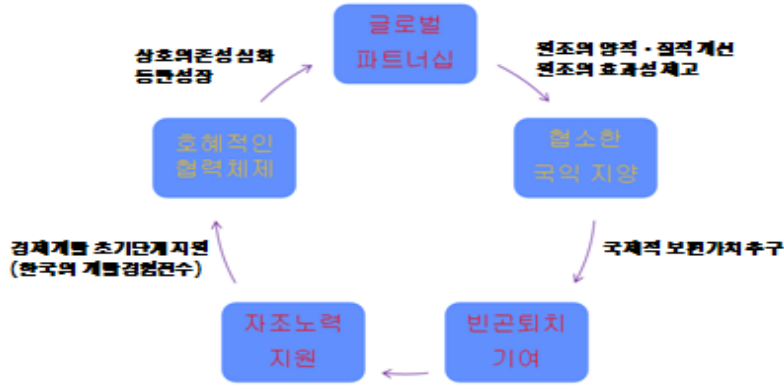 글로벌
파트너십
상호의존성 심화
동반성장
원조의 양적·질적 개선
원조의 효과성 제고
호혜적인
협력체제
협소한
국익 지양
경제개발 초기단계 지원
(한국의 개발경험전수)
국제적 보편가치 추구
자조노력
지원
빈곤퇴치
기여